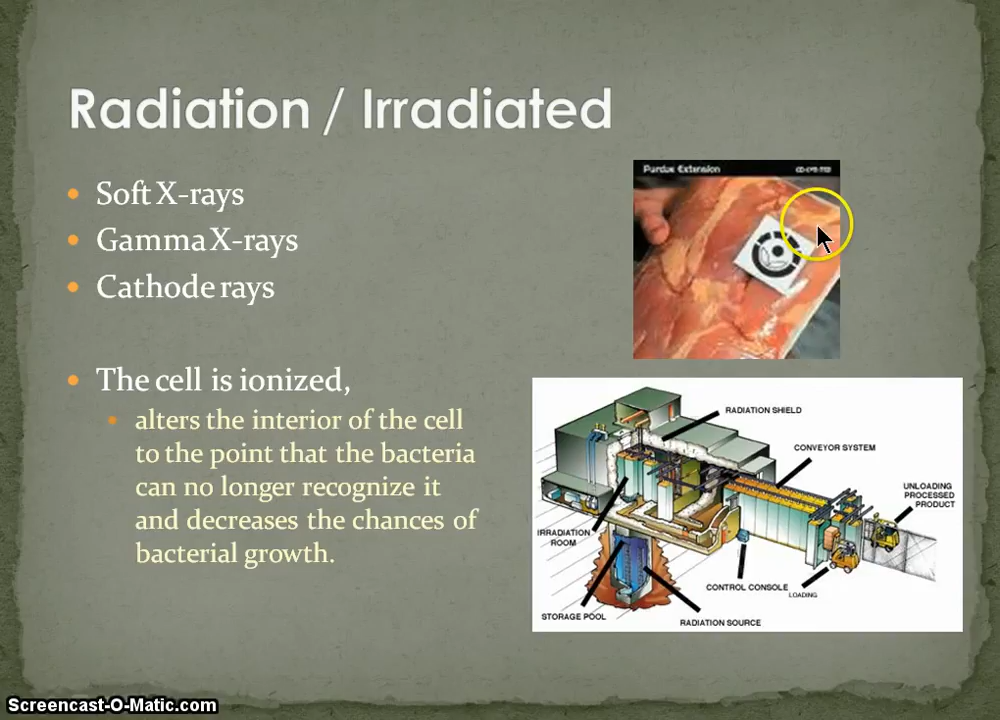 Radiation / Irradiated
Soft X-rays
Gamma X-rays
Cathode rays
The cell is ionized,
alters the interior of the cell
to the point that the bacteria
can no longer recognize it
and decreases the chances of
bacterial growth.
Purdue Extension
RADIATION SHIELD
CONVEYOR SYSTEM
UNLOADING
PROCESSED
PRODUCT
IRRADIATION
ROOM
CONTROL CONSOLE
LOADING
STORAGE POOL
RADIATION SOURCE
Screencast-O-Matic.com